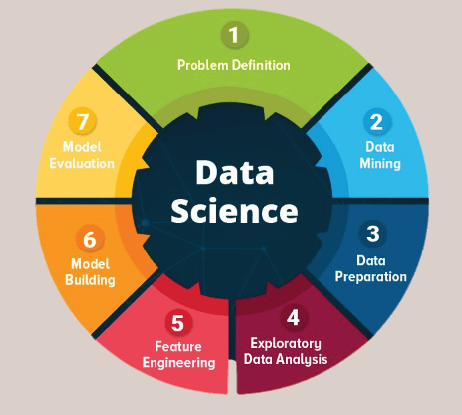 Data
Science
1
Problem Definition
2
Data
Mining
3
Data
Preparation
4
Exploratory
Data Analysis
5
Feature
Engineering
6
Model
Building
7
Model
Evaluation